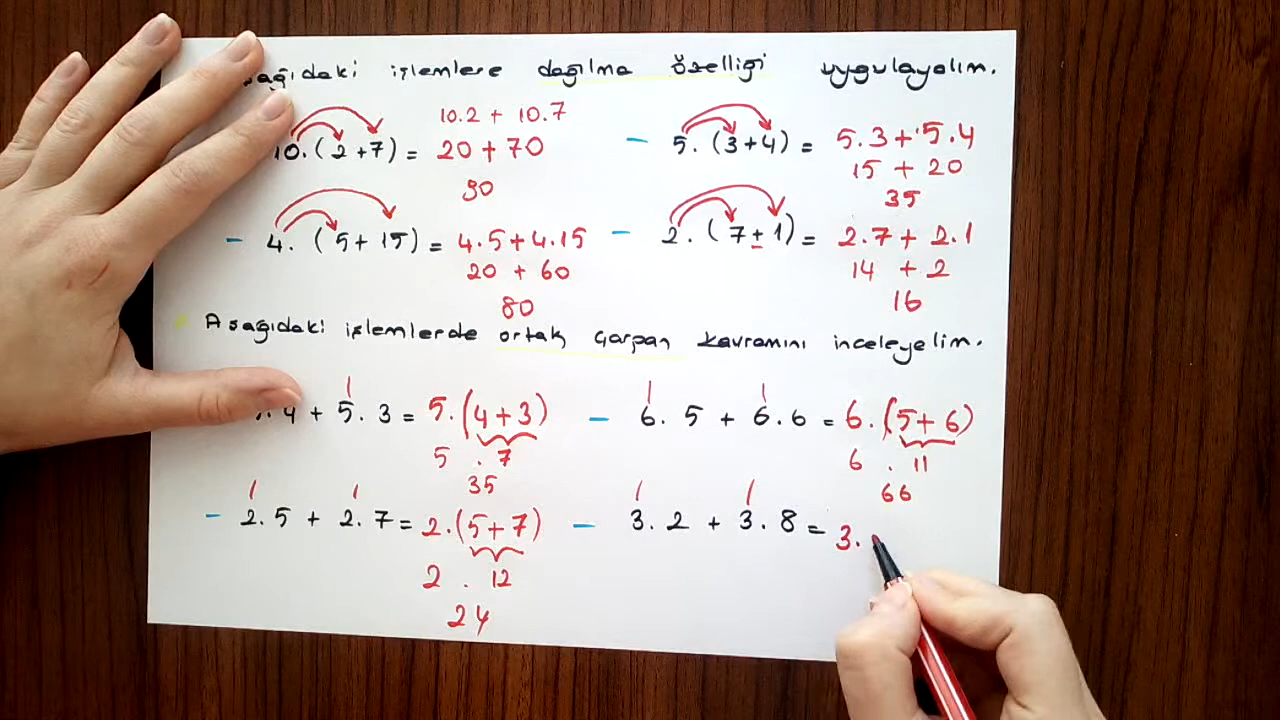 aşağıdaki işlemlere dağılma özelliği uygulayalım.
10.(2+7) = 10.2 + 10.7
20 + 70
90
- 5.(3+4) = 5.3 + 5.4
15 + 20
35
- 4.(5+15) = 4.5+4.15
20 + 60
80
- 2.(7+1) = 2.7 + 2.1
14 + 2
16
Aşağıdaki işlemlerde ortak çarpan kavramını inceleyelim.
.4 + 5.3 = 5.(4+3)
5 . 7
35
- 6.5 + 6.6 = 6.(5+6)
6 . 11
66
- 2.5 + 2.7 = 2.(5+7)
2 . 12
24
- 3.2 + 3.8 = 3.